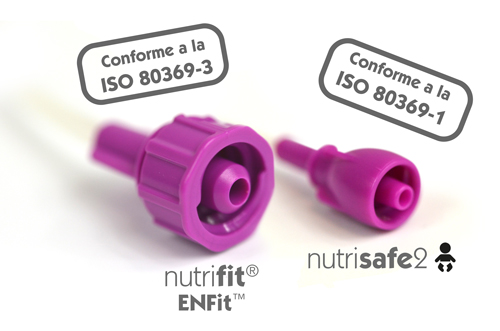 Conforme a la
ISO 80369-3
Conforme a la
ISO 80369-1
nutrifit®
ENFit™
nutrisafe2